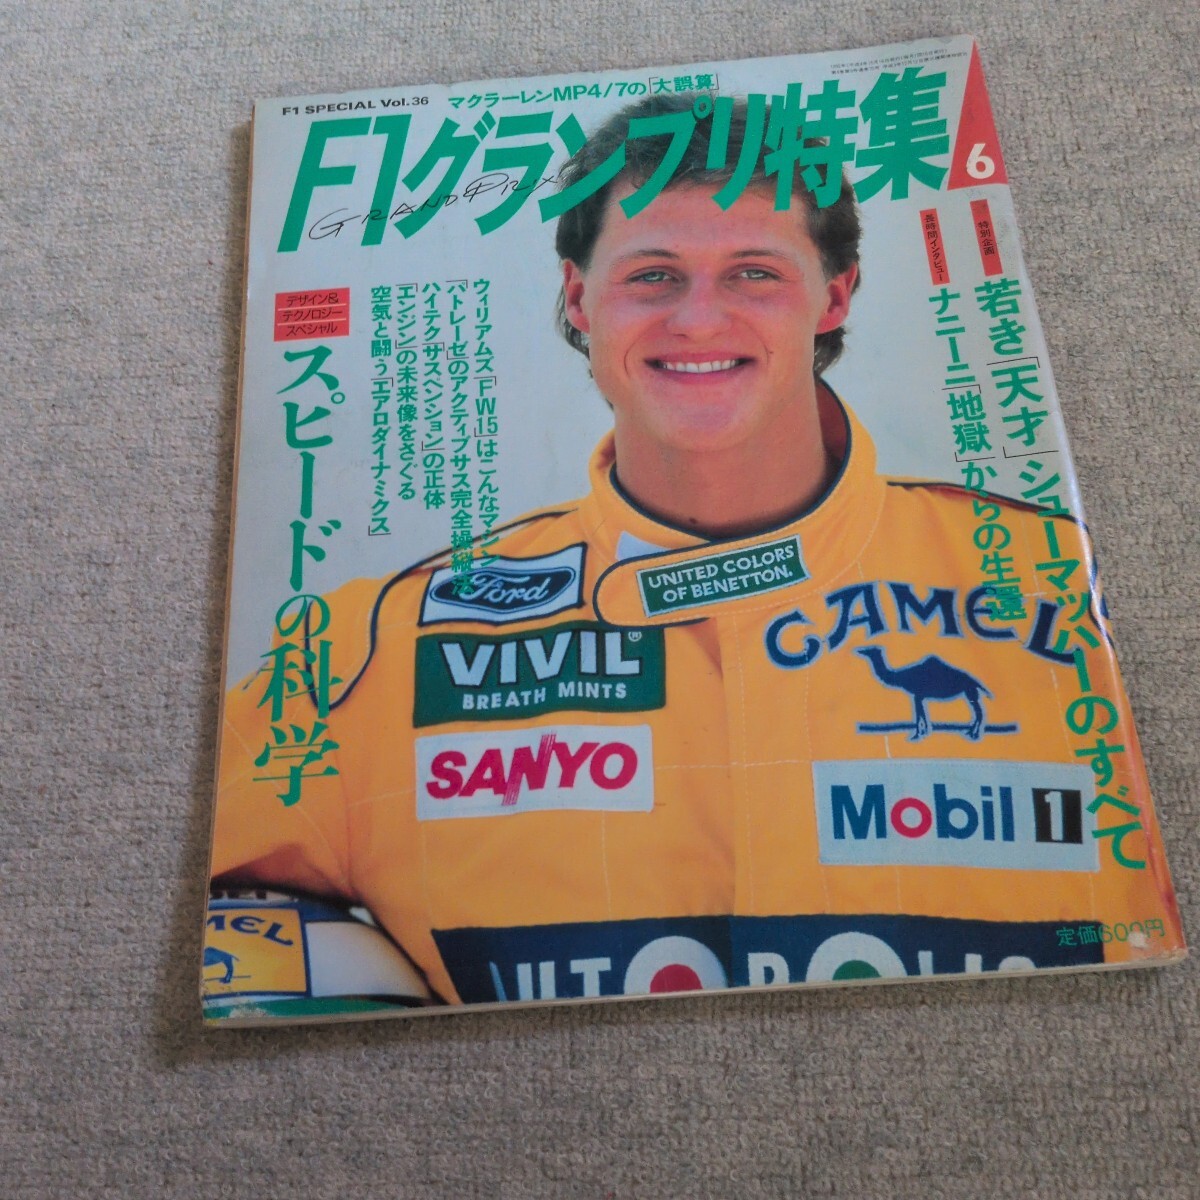 F1 SPECIAL Vol.36
マクラーレンMP4/7の「大誤算」
F1グランプリ特集
GRAND PRIX
6
特別企画
若き「天才」シューマッハーのすべて
長時間インタビュー
ナニーニ「地獄」からの生還
デザイン&
テクノロジー
スペシャル
スピードの科学
ウィリアムズ「FW15」はこんなマシン
「パトレーゼ」のアクティブサス完全操縦法
ハイテク「サスペンション」の正体
「エンジン」の未来像をさぐる
空気と闘う「エアロダイナミクス」
Ford
UNITED COLORS
OF BENETTON.
VIVIL®
BREATH MINTS
CAMEL
SANYO
Mobil 1
AUTOPOLIS
MEL
定価600円